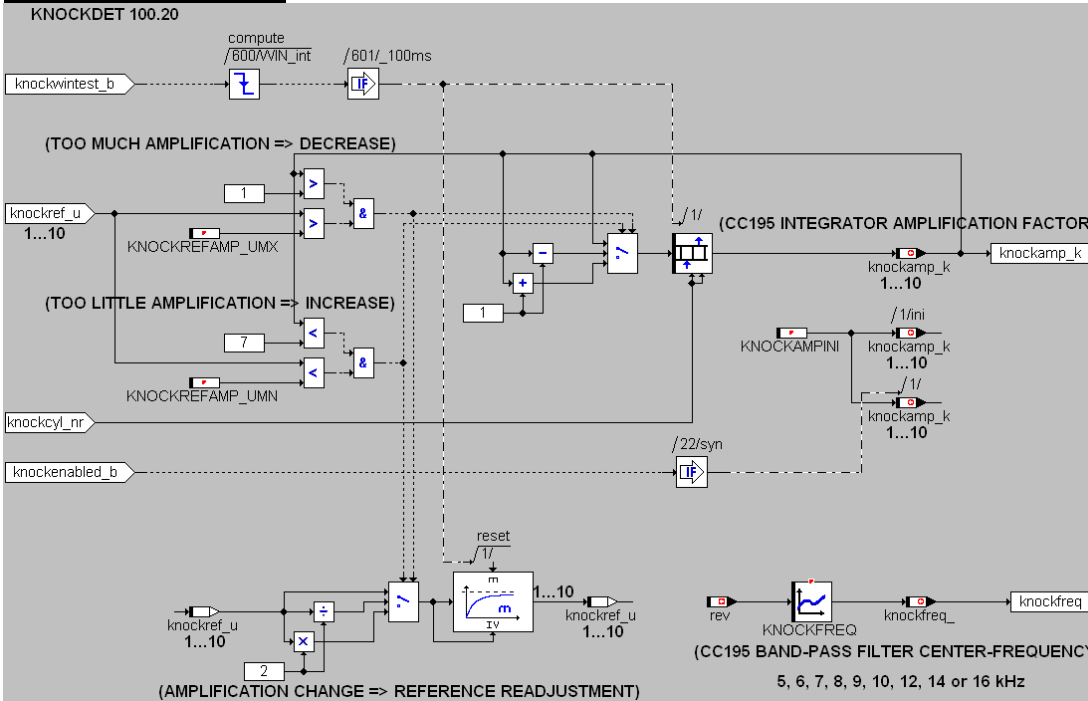 KNOCKDET 100.20
compute
/600/WIN_int
/601/_100ms
knockwintest_b
IF
(TOO MUCH AMPLIFICATION => DECREASE)
>
1
&
knockref_u
1...10
>
KNOCKREFAMP_UMX
/1/
(CC195 INTEGRATOR AMPLIFICATION FACTOR
−
knockamp_k
knockamp_k
1...10
+
(TOO LITTLE AMPLIFICATION => INCREASE)
1
/1/ini
<
7
&
KNOCKAMPINI
knockamp_k
1...10
<
KNOCKREFAMP_UMN
/1/
knockamp_k
1...10
knockcyl_nr
/22/syn
knockenabled_b
IF
reset
/1/
m
1...10
knockref_u
1...10
÷
m
IV
knockref_u
1...10
×
2
rev
KNOCKFREQ
knockfreq_
knockfreq
(CC195 BAND-PASS FILTER CENTER-FREQUENCY
5, 6, 7, 8, 9, 10, 12, 14 or 16 kHz
(AMPLIFICATION CHANGE => REFERENCE READJUSTMENT)